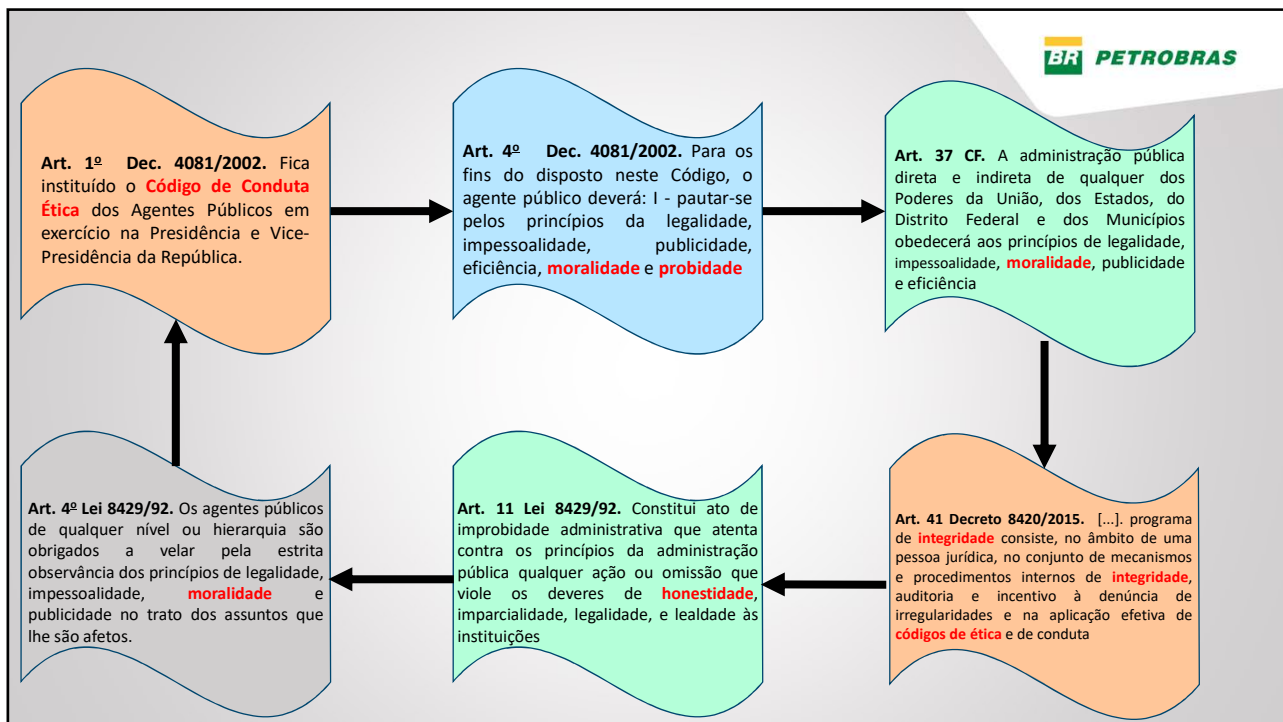 BR PETROBRAS
Art. 1º Dec. 4081/2002. Fica
instituído o Código de Conduta
Ética dos Agentes Públicos em
exercício na Presidência e Vice-
Presidência da República.
Art. 4º Dec. 4081/2002. Para os
fins do disposto neste Código, o
agente público deverá: I - pautar-se
pelos princípios da legalidade,
impessoalidade, publicidade,
eficiência, moralidade e probidade
Art. 37 CF. A administração pública
direta e indireta de qualquer dos
Poderes da União, dos Estados, do
Distrito Federal e dos Municípios
obedecerá aos princípios de legalidade,
impessoalidade, moralidade, publicidade
e eficiência
Art. 41 Decreto 8420/2015. [...]. programa
de integridade consiste, no âmbito de uma
pessoa jurídica, no conjunto de mecanismos
e procedimentos internos de integridade,
auditoria e incentivo à denúncia de
irregularidades e na aplicação efetiva de
códigos de ética e de conduta
Art. 11 Lei 8429/92. Constitui ato de
improbidade administrativa que atenta
contra os princípios da administração
pública qualquer ação ou omissão que
viole os deveres de honestidade,
imparcialidade, legalidade, e lealdade às
instituições
Art. 4º Lei 8429/92. Os agentes públicos
de qualquer nível ou hierarquia são
obrigados a velar pela estrita
observância dos princípios de legalidade,
impessoalidade, moralidade e
publicidade no trato dos assuntos que
lhe são afetos.